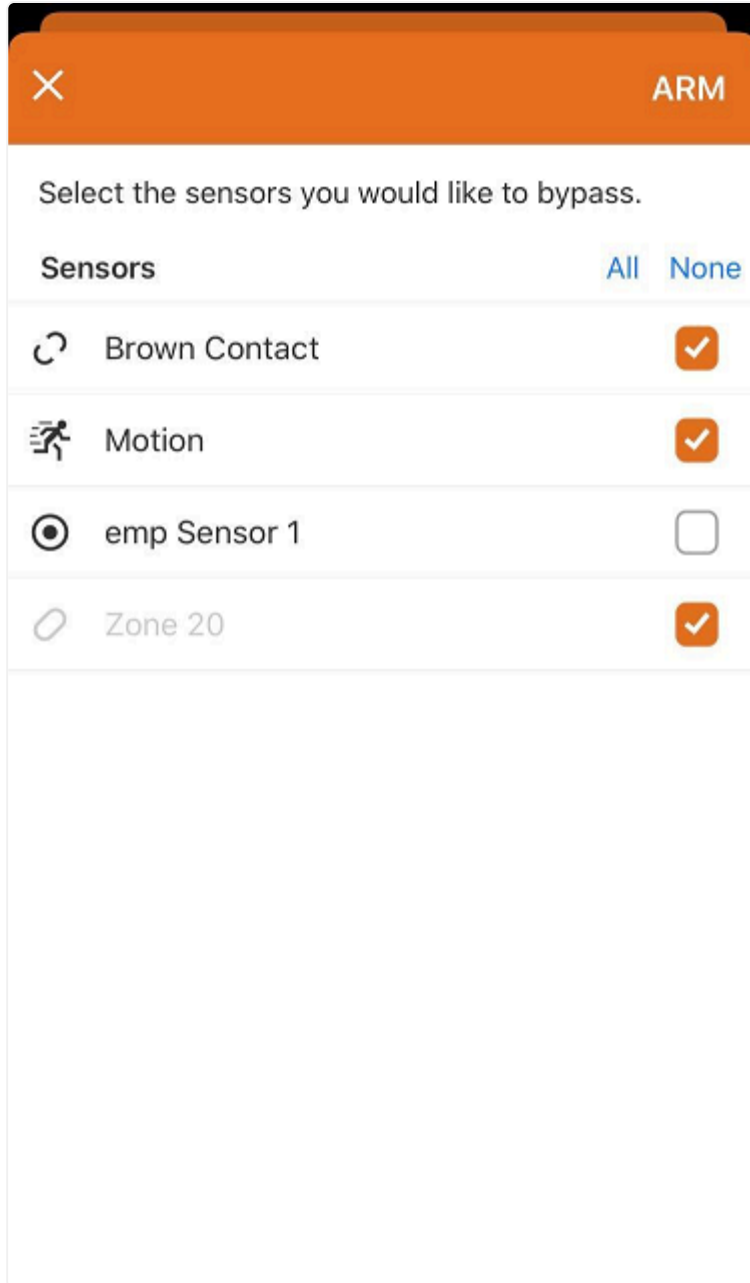 ARM
Select the sensors you would like to bypass.
Sensors All None
Brown Contact
Motion
emp Sensor 1
Zone 20